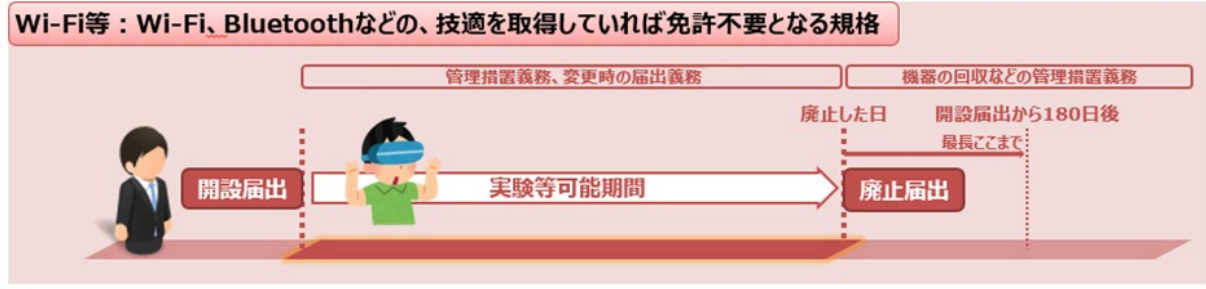 Wi-Fi等：Wi-Fi、Bluetoothなどの、技適を取得していれば免許不要となる規格
管理措置義務、変更時の届出義務
機器の回収などの管理措置義務
廃止した日
開設届出から180日後
最長ここまで
開設届出
実験等可能期間
廃止届出